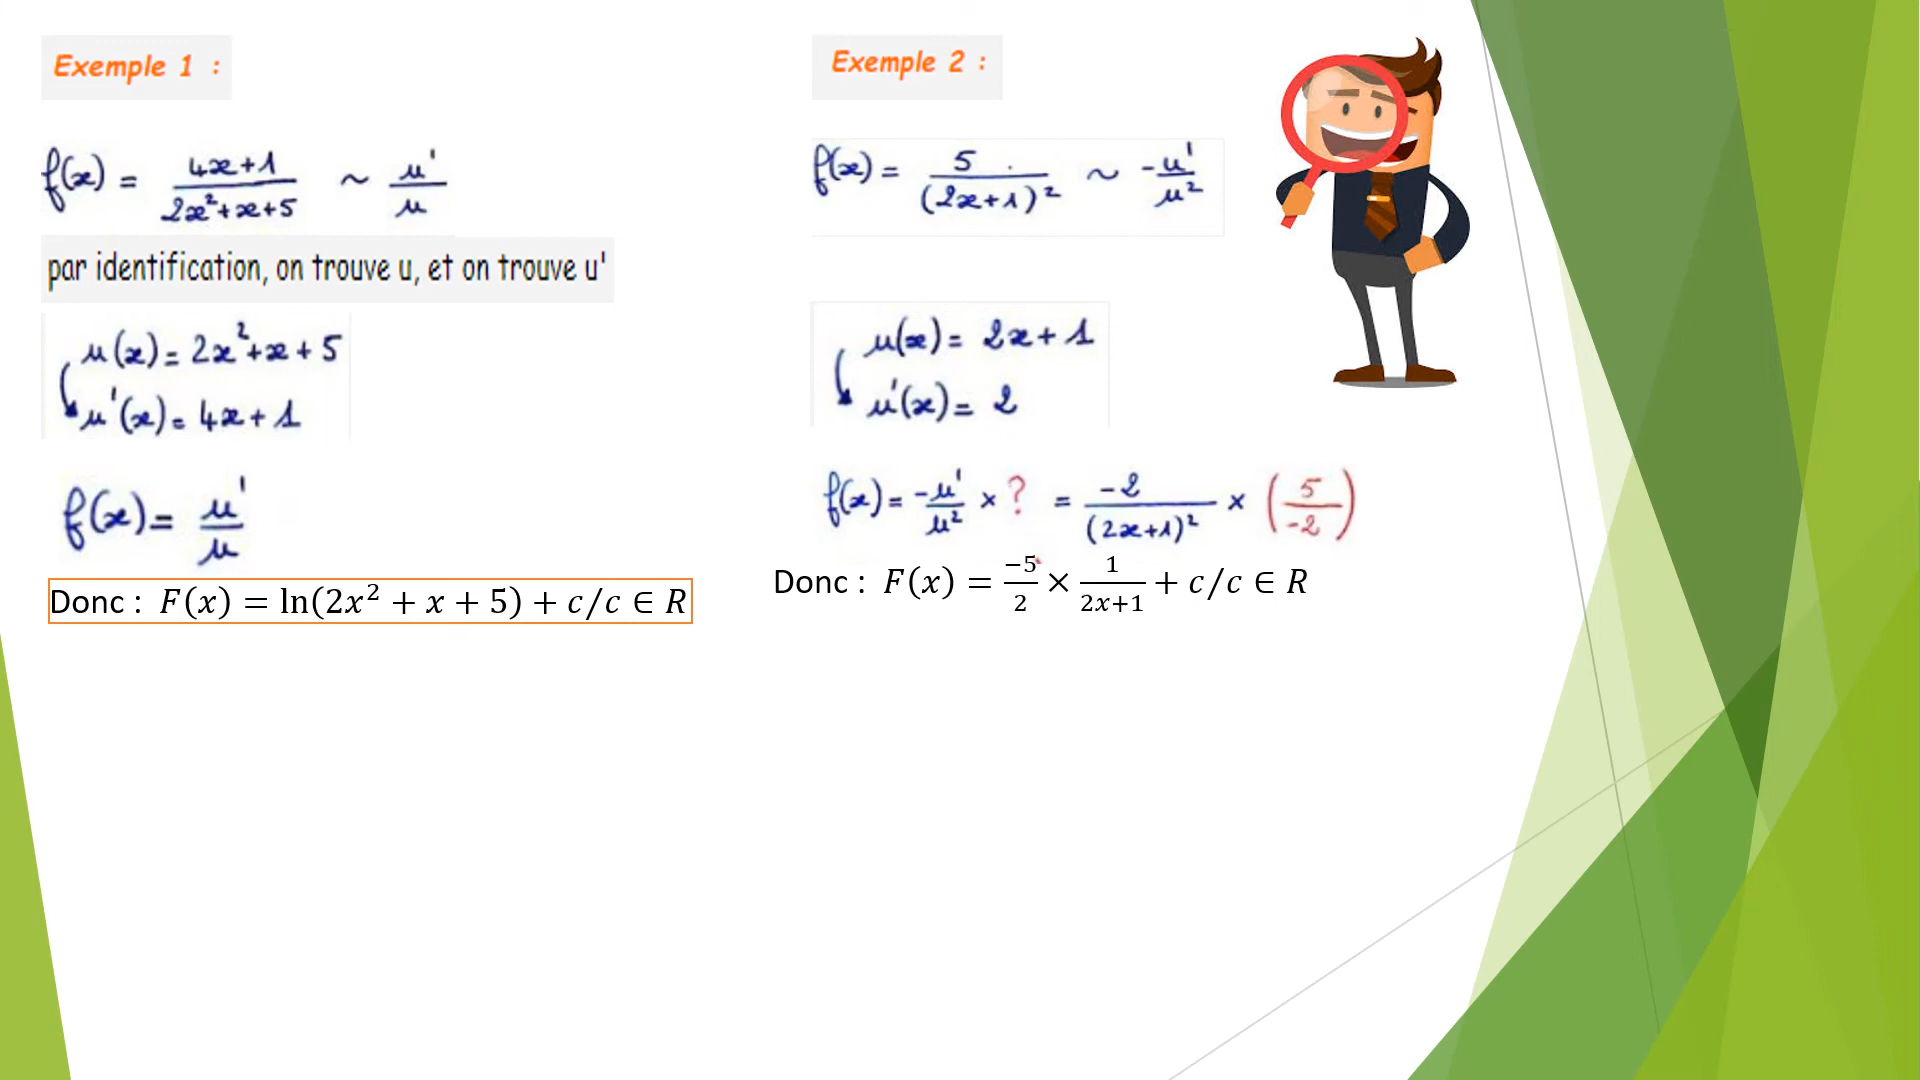 Exemple 1 :
f(x) = (4x+1)/(2x²+x+5) ~ u'/u
par identification, on trouve u, et on trouve u'
u(x) = 2x²+x+5
u'(x) = 4x+1
f(x) = u'/u
Donc : F(x) = ln(2x² + x + 5) + c/c ∈ R
Exemple 2 :
f(x) = 5/(2x+1)² ~ -u'/u²
u(x) = 2x+1
u'(x) = 2
f(x) = -u'/u² × ? = -2/(2x+1)² × (5/-2)
Donc : F(x) = −5/2 × 1/(2x+1) + c/c ∈ R